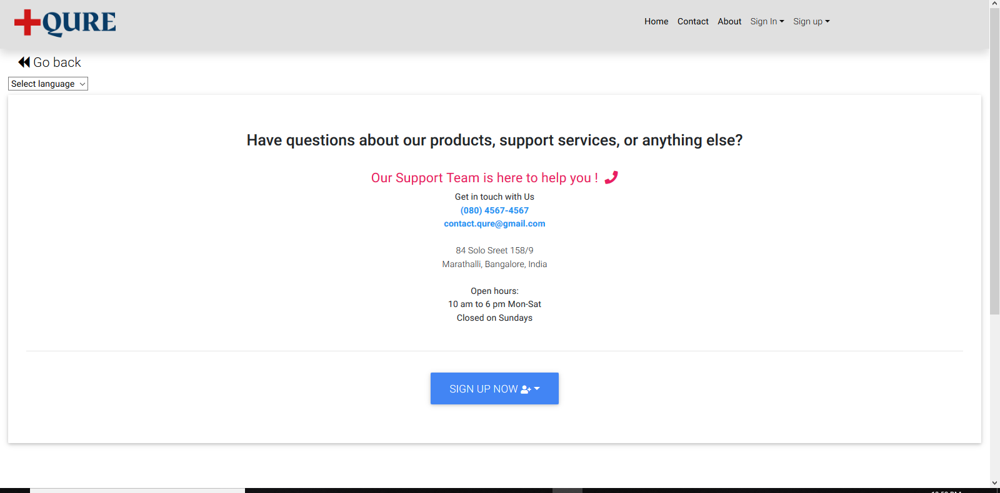 QURE
Home Contact About Sign In Sign up
Go back
Select language
Have questions about our products, support services, or anything else?
Our Support Team is here to help you !
Get in touch with Us
(080) 4567-4567
contact.qure@gmail.com
84 Solo Sreet 158/9
Marathalli, Bangalore, India
Open hours:
10 am to 6 pm Mon-Sat
Closed on Sundays
SIGN UP NOW